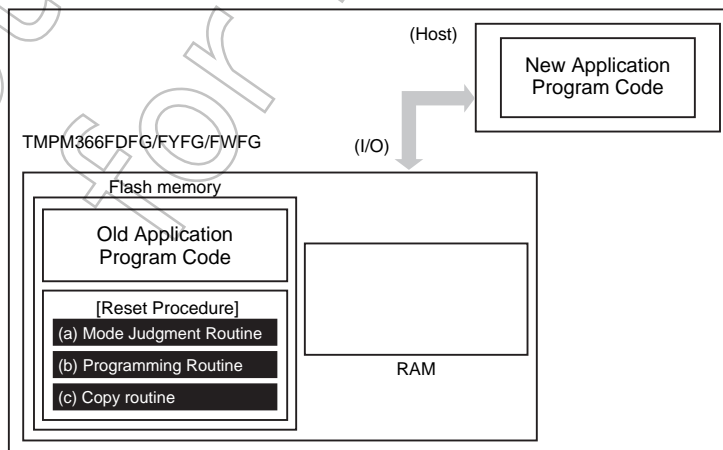 (Host)
New Application
Program Code
TMPM366FDFG/FYFG/FWFG
(I/O)
Flash memory
Old Application
Program Code
[Reset Procedure]
(a) Mode Judgment Routine
(b) Programming Routine
(c) Copy routine
RAM
for